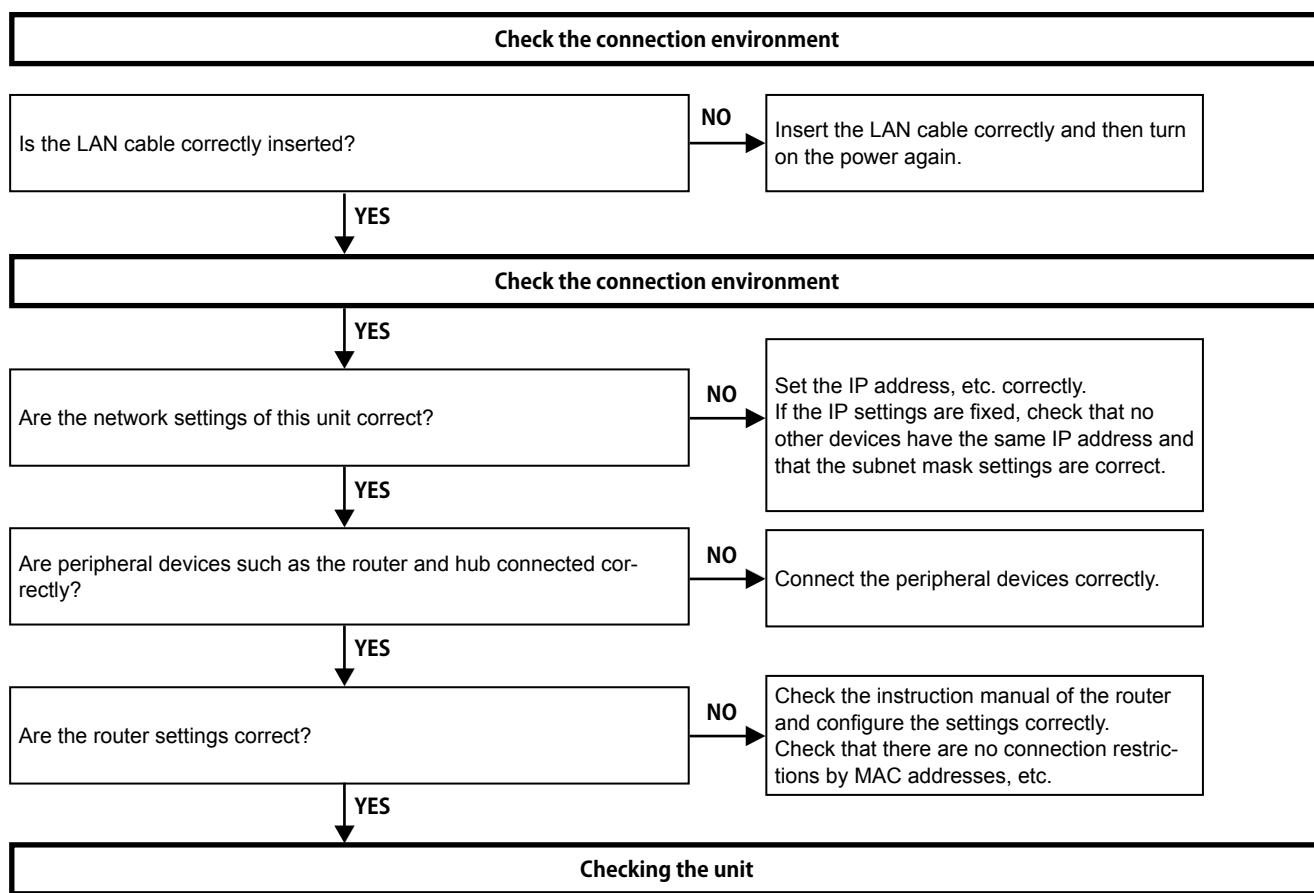 Check the connection environment
Is the LAN cable correctly inserted?
NO
Insert the LAN cable correctly and then turn
on the power again.
YES
Check the connection environment
YES
Are the network settings of this unit correct?
NO
Set the IP address, etc. correctly.
If the IP settings are fixed, check that no
other devices have the same IP address and
that the subnet mask settings are correct.
YES
Are peripheral devices such as the router and hub connected cor-
rectly?
NO
Connect the peripheral devices correctly.
YES
Are the router settings correct?
NO
Check the instruction manual of the router
and configure the settings correctly.
Check that there are no connection restric-
tions by MAC addresses, etc.
YES
Checking the unit